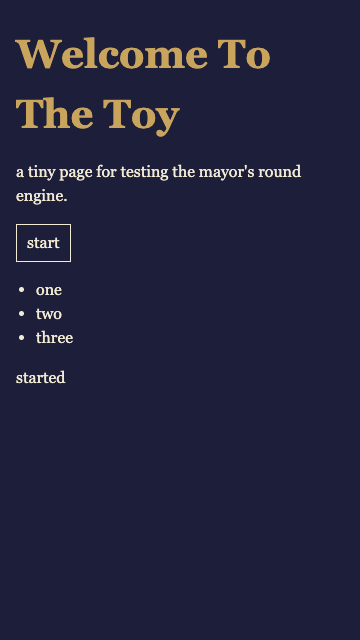 Welcome To
The Toy
a tiny page for testing the mayor's round
engine.
start
one
two
three
started